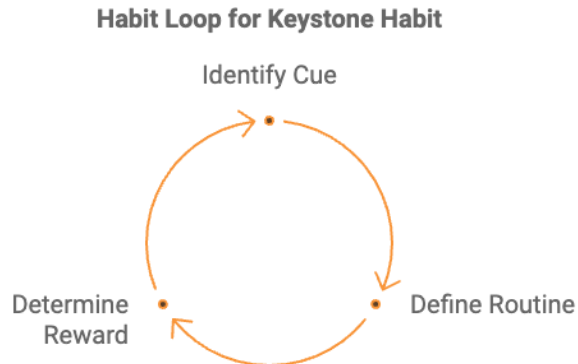 Habit Loop for Keystone Habit
Identify Cue
Determine
Reward
Define Routine